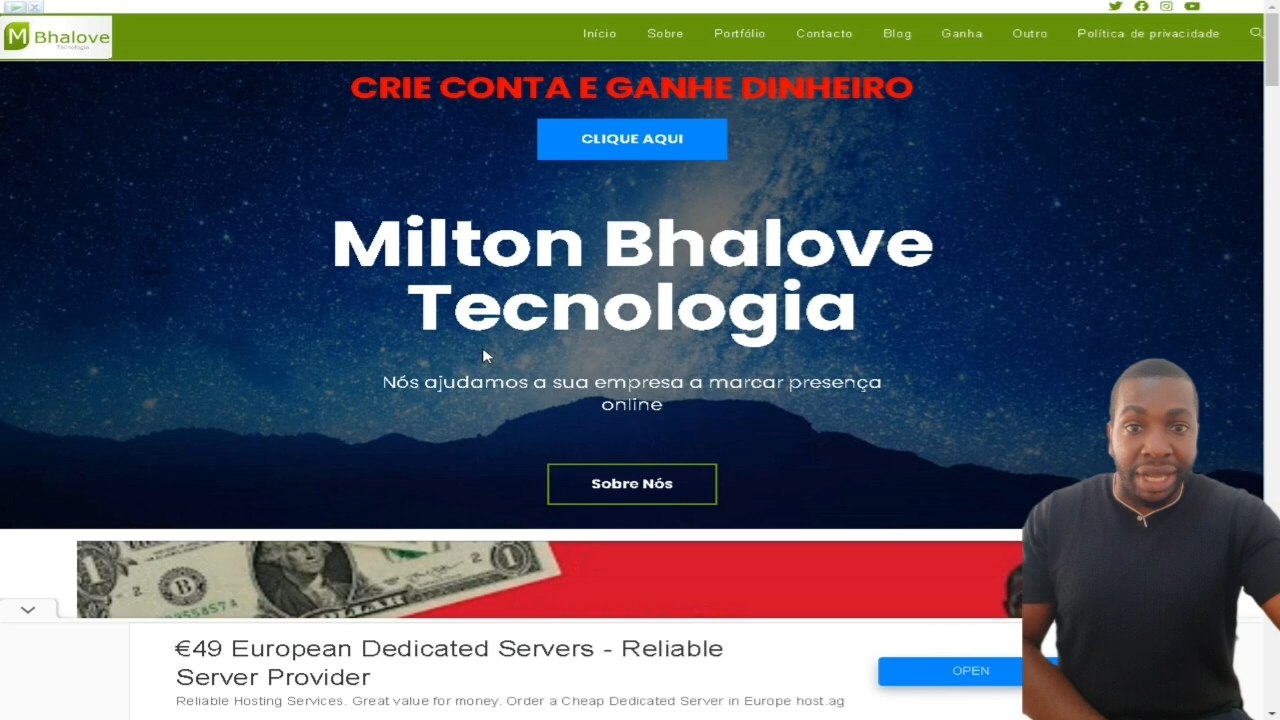 M Bhalove
Tecnologia
Início Sobre Portfólio Contacto Blog Ganha Outro Política de privacidade
CRIE CONTA E GANHE DINHEIRO
CLIQUE AQUI
Milton Bhalove
Tecnologia
Nós ajudamos a sua empresa a marcar presença
online
Sobre Nós
€49 European Dedicated Servers - Reliable
Server Provider
Reliable Hosting Services. Great value for money. Order a Cheap Dedicated Server in Europe host.ag
OPEN